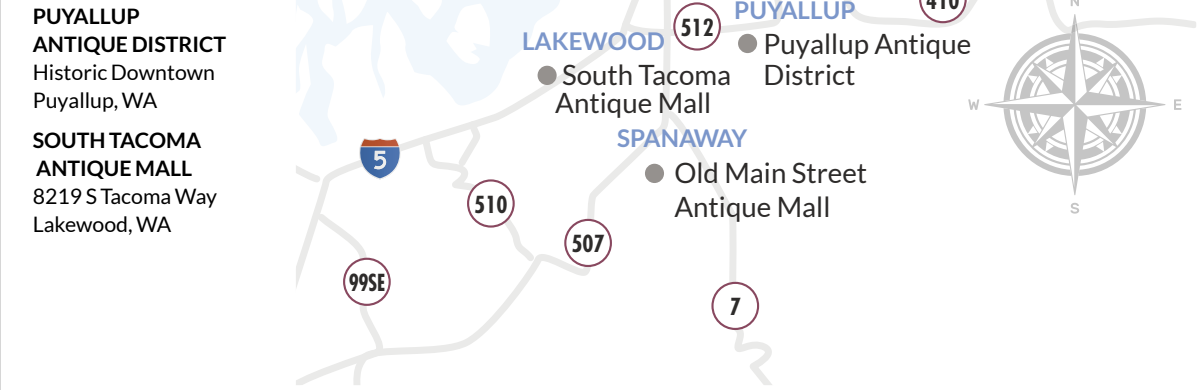 PUYALLUP
ANTIQUE DISTRICT
Historic Downtown
Puyallup, WA
SOUTH TACOMA
ANTIQUE MALL
8219 S Tacoma Way
Lakewood, WA
PUYALLUP
410
512
LAKEWOOD
Puyallup Antique
District
South Tacoma
Antique Mall
SPANAWAY
5
Old Main Street
Antique Mall
510
507
99SE
7
N
W
E
S